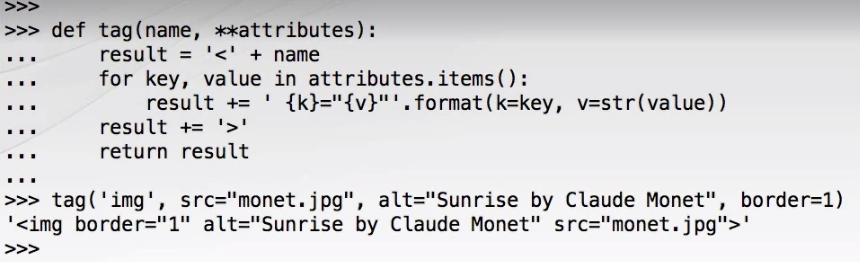 >>>
>>> def tag(name, **attributes):
...     result = '<' + name
...     for key, value in attributes.items():
...         result += ' {k}="{v}"'.format(k=key, v=str(value))
...     result += '>'
...     return result
...
>>> tag('img', src="monet.jpg", alt="Sunrise by Claude Monet", border=1)
'<img border="1" alt="Sunrise by Claude Monet" src="monet.jpg">'
>>>